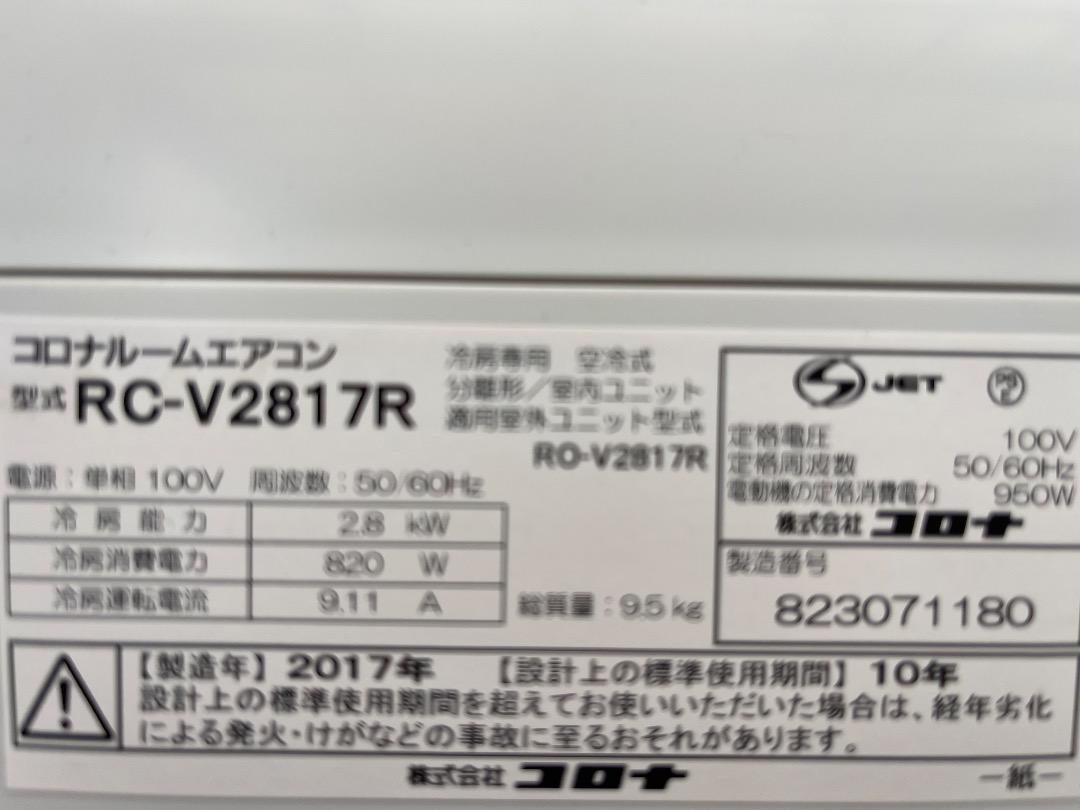 コロナルームエアコン
型式 RC-V2817R
冷房専用 空冷式
分離形／室内ユニット
適用室外ユニット型式
RO-V2817R
電源：単相 100V 周波数：50/60Hz
冷房能力 2.8 kW
冷房消費電力 820 W
冷房運転電流 9.11 A
総質量：9.5kg
JET PSE
定格電圧 100V
定格周波数 50/60Hz
電動機の定格消費電力 950W
株式会社 コロナ
製造番号
823071180
【製造年】2017年 【設計上の標準使用期間】10年
設計上の標準使用期間を超えてお使いいただいた場合は、経年劣化
による発火・けがなどの事故に至るおそれがあります。
株式会社 コロナ
－紙－